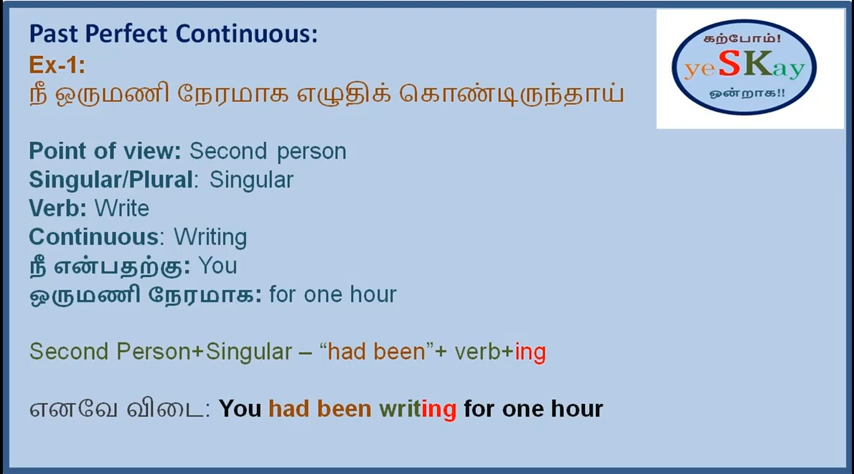 Past Perfect Continuous:
Ex-1:
நீ ஒருமணி நேரமாக எழுதிக் கொண்டிருந்தாய்
கற்போம்!
yeSKay
ஒன்றாக!!
Point of view: Second person
Singular/Plural: Singular
Verb: Write
Continuous: Writing
நீ என்பதற்கு: You
ஒருமணி நேரமாக: for one hour
Second Person+Singular – “had been”+ verb+ing
எனவே விடை: You had been writing for one hour